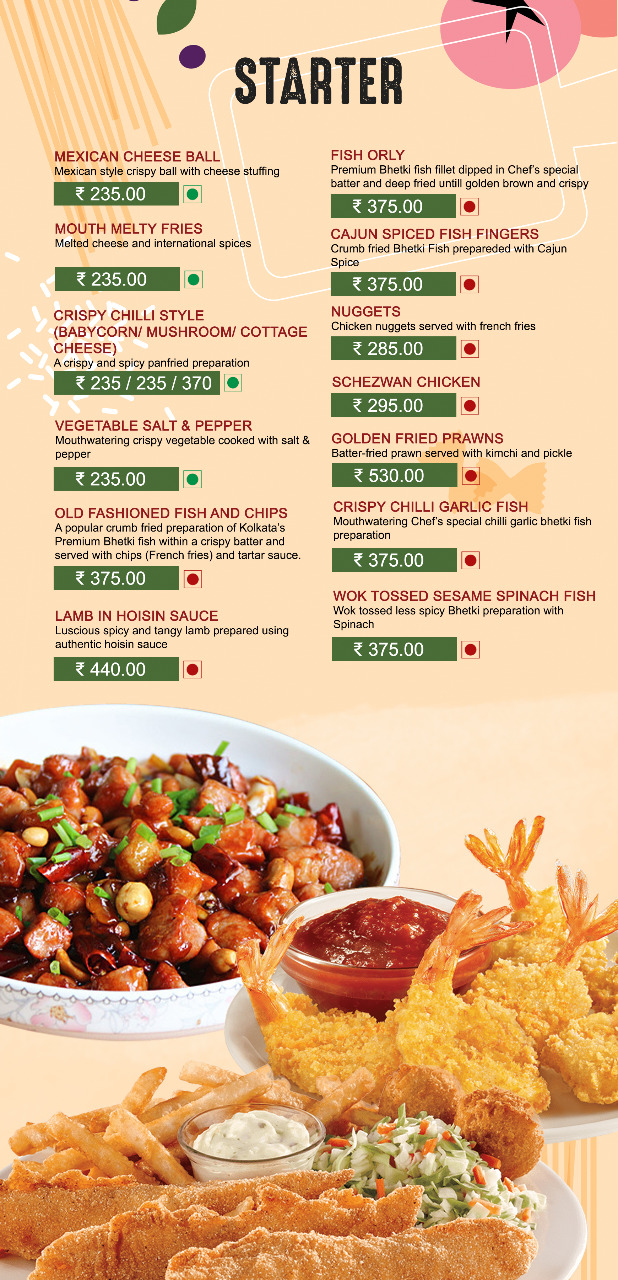 STARTER
MEXICAN CHEESE BALL
Mexican style crispy ball with cheese stuffing
₹ 235.00
MOUTH MELTY FRIES
Melted cheese and international spices
₹ 235.00
CRISPY CHILLI STYLE
(BABYCORN/ MUSHROOM/ COTTAGE
CHEESE)
A crispy and spicy panfried preparation
₹ 235 / 235 / 370
VEGETABLE SALT & PEPPER
Mouthwatering crispy vegetable cooked with salt &
pepper
₹ 235.00
OLD FASHIONED FISH AND CHIPS
A popular crumb fried preparation of Kolkata's
Premium Bhetki fish within a crispy batter and
served with chips (French fries) and tartar sauce.
₹ 375.00
LAMB IN HOISIN SAUCE
Luscious spicy and tangy lamb prepared using
authentic hoisin sauce
₹ 440.00
FISH ORLY
Premium Bhetki fish fillet dipped in Chef's special
batter and deep fried untill golden brown and crispy
₹ 375.00
CAJUN SPICED FISH FINGERS
Crumb fried Bhetki Fish prepareded with Cajun
Spice
₹ 375.00
NUGGETS
Chicken nuggets served with french fries
₹ 285.00
SCHEZWAN CHICKEN
₹ 295.00
GOLDEN FRIED PRAWNS
Batter-fried prawn served with kimchi and pickle
₹ 530.00
CRISPY CHILLI GARLIC FISH
Mouthwatering Chef's special chilli garlic bhetki fish
preparation
₹ 375.00
WOK TOSSED SESAME SPINACH FISH
Wok tossed less spicy Bhetki preparation with
Spinach
₹ 375.00